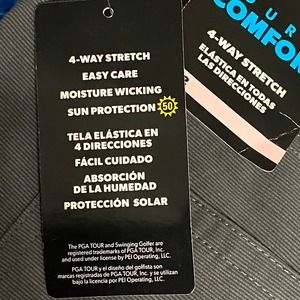 4-WAY STRETCH
EASY CARE
MOISTURE WICKING
SUN PROTECTION 50
TELA ELÁSTICA EN
4 DIRECCIONES
FÁCIL CUIDADO
ABSORCIÓN
DE LA HUMEDAD
PROTECCIÓN SOLAR
The PGA TOUR and Swinging Golfer are
registered trademarks of PGA TOUR, Inc.
and used under license by PEI Operating, LLC.
PGA TOUR y el diseño del golfista son
marcas registradas de PGA TOUR, Inc. y se utilizan
bajo la licencia por PEI Operating, LLC.
COMFOR
4-WAY STRETCH
ELÁSTICA EN TODAS
LAS DIRECCIONES